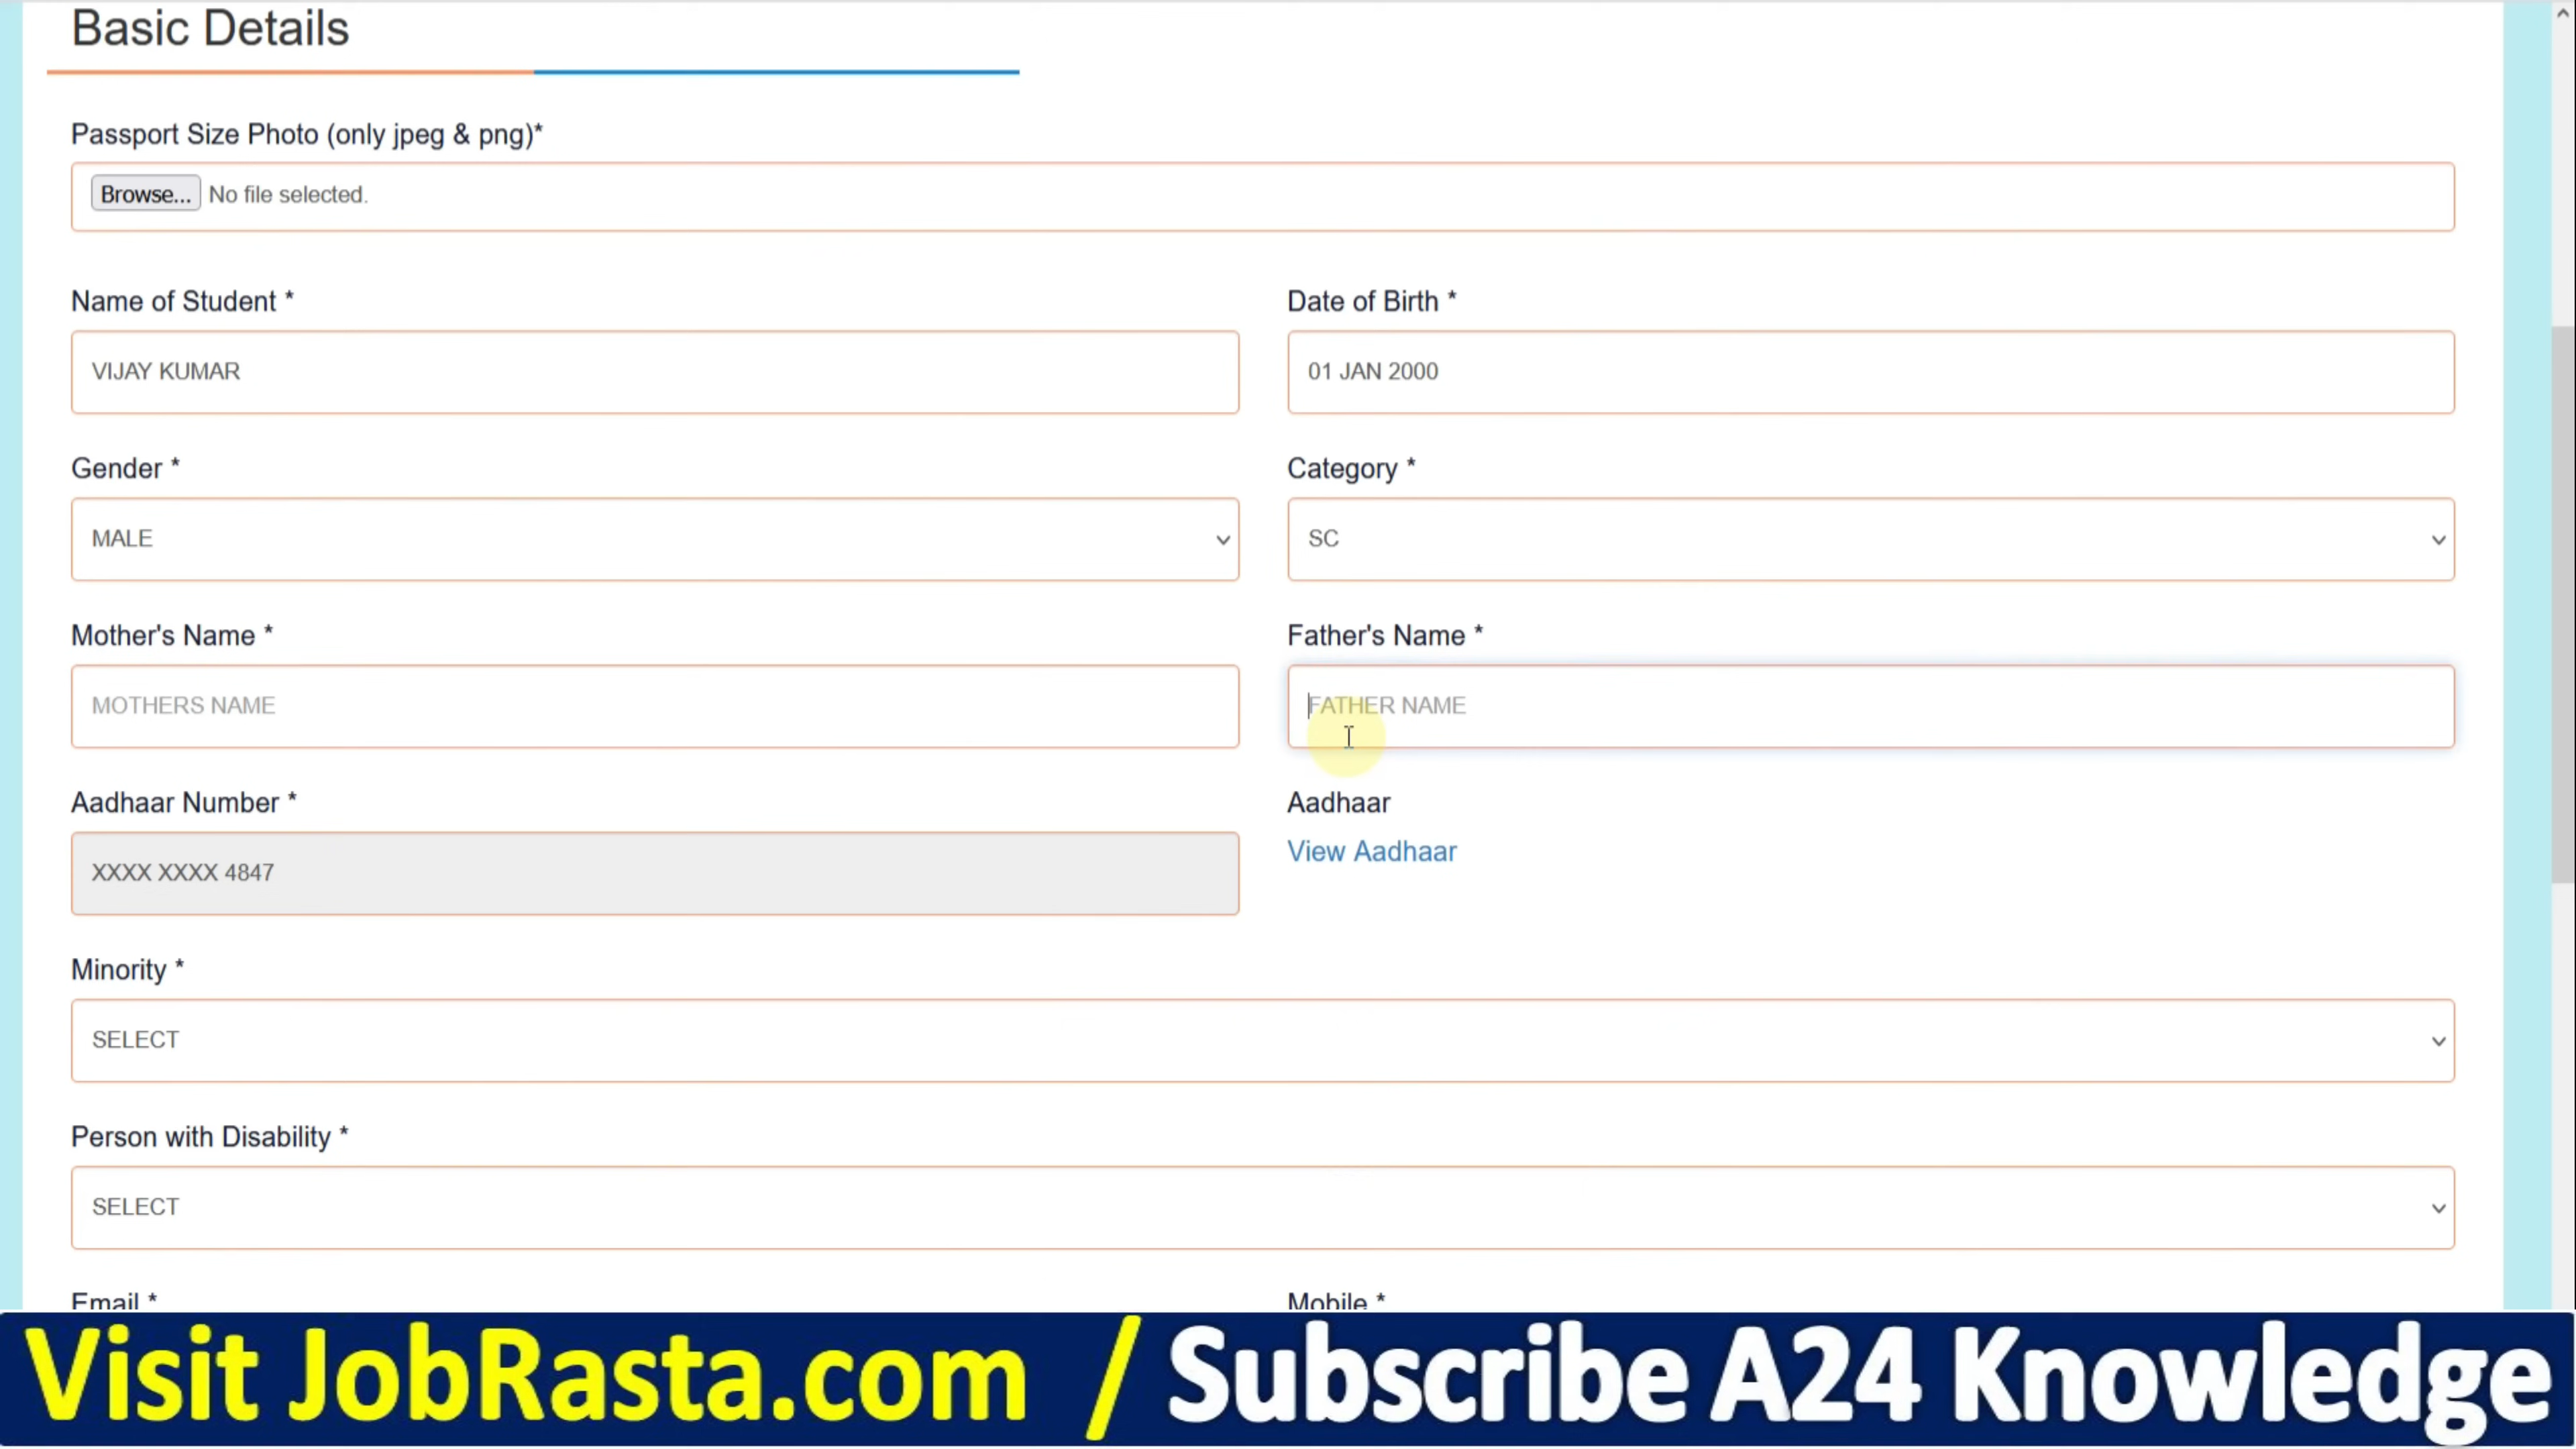 Basic Details
Passport Size Photo (only jpeg & png)*
Browse... No file selected.
Name of Student * Date of Birth *
VIJAY KUMAR 01 JAN 2000
Gender * Category *
MALE SC
Mother's Name * Father's Name *
MOTHERS NAME FATHER NAME
Aadhaar Number * Aadhaar
XXXX XXXX 4847 View Aadhaar
Minority *
SELECT
Person with Disability *
SELECT
Email * Mobile *
Visit JobRasta.com / Subscribe A24 Knowledge